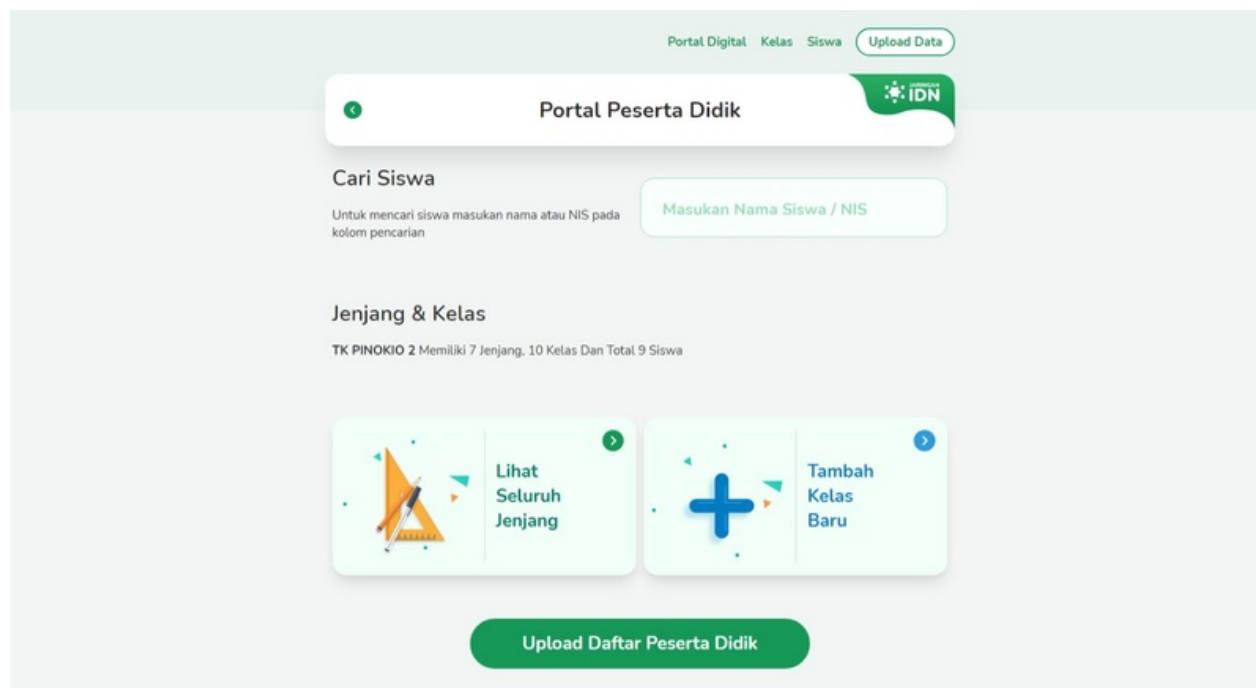 Portal Digital Kelas Siswa Upload Data
JARINGAN
IDN
Portal Peserta Didik
Cari Siswa
Untuk mencari siswa masukan nama atau NIS pada
kolom pencarian
Masukan Nama Siswa / NIS
Jenjang & Kelas
TK PINOKIO 2 Memiliki 7 Jenjang, 10 Kelas Dan Total 9 Siswa
Lihat
Seluruh
Jenjang
Tambah
Kelas
Baru
Upload Daftar Peserta Didik